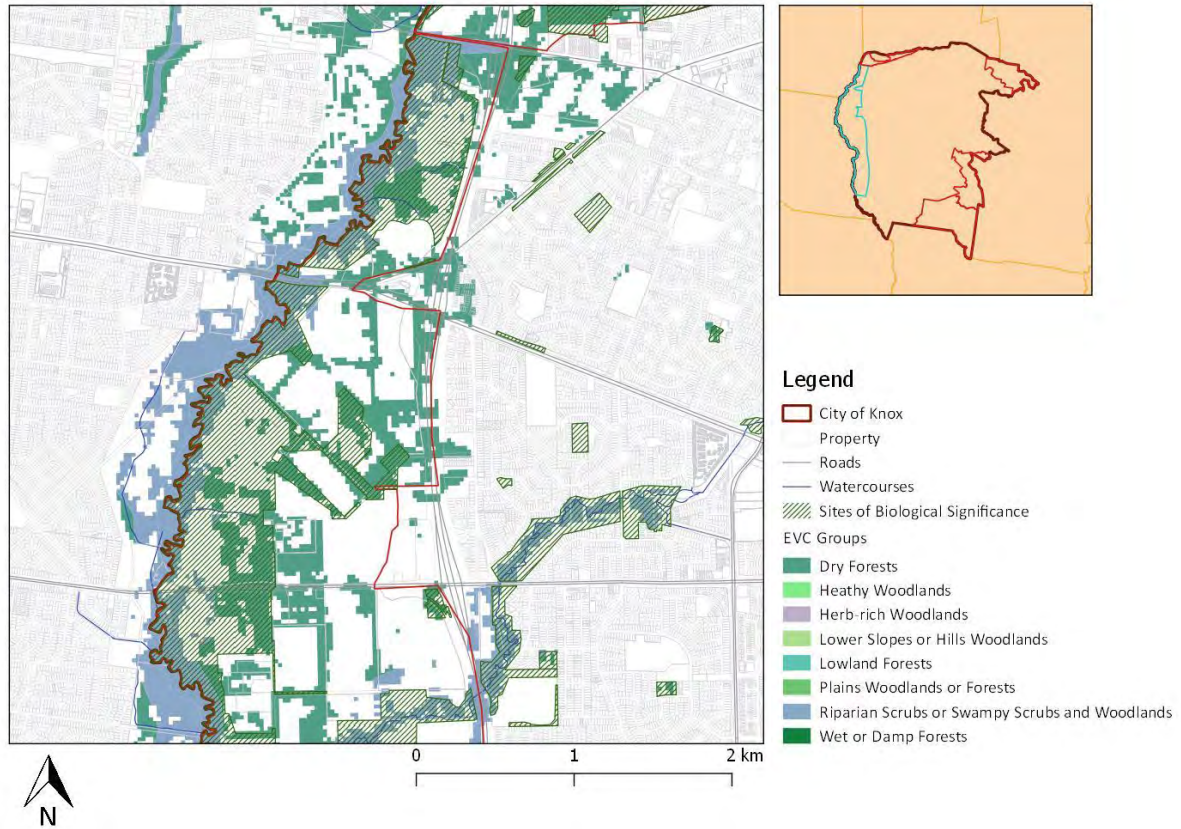 Legend
City of Knox
Property
Roads
Watercourses
Sites of Biological Significance
EVC Groups
Dry Forests
Heathy Woodlands
Herb-rich Woodlands
Lower Slopes or Hills Woodlands
Lowland Forests
Plains Woodlands or Forests
Riparian Scrubs or Swampy Scrubs and Woodlands
Wet or Damp Forests
0 1 2 km
N